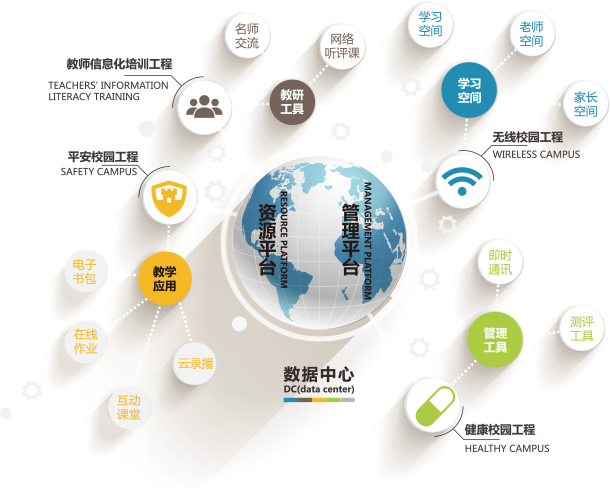 教师信息化培训工程
TEACHERS' INFORMATION
LITERACY TRAINING
名师
交流
网络
听评课
教研
工具
学习
空间
老师
空间
学习
空间
家长
空间
无线校园工程
WIRELESS CAMPUS
平安校园工程
SAFETY CAMPUS
资源平台
RESOURCE PLATFORM
管理平台
MANAGEMENT PLATFORM
电子
书包
教学
应用
在线
作业
云录播
互动
课堂
即时
通讯
管理
工具
测评
工具
数据中心
DC(data center)
健康校园工程
HEALTHY CAMPUS